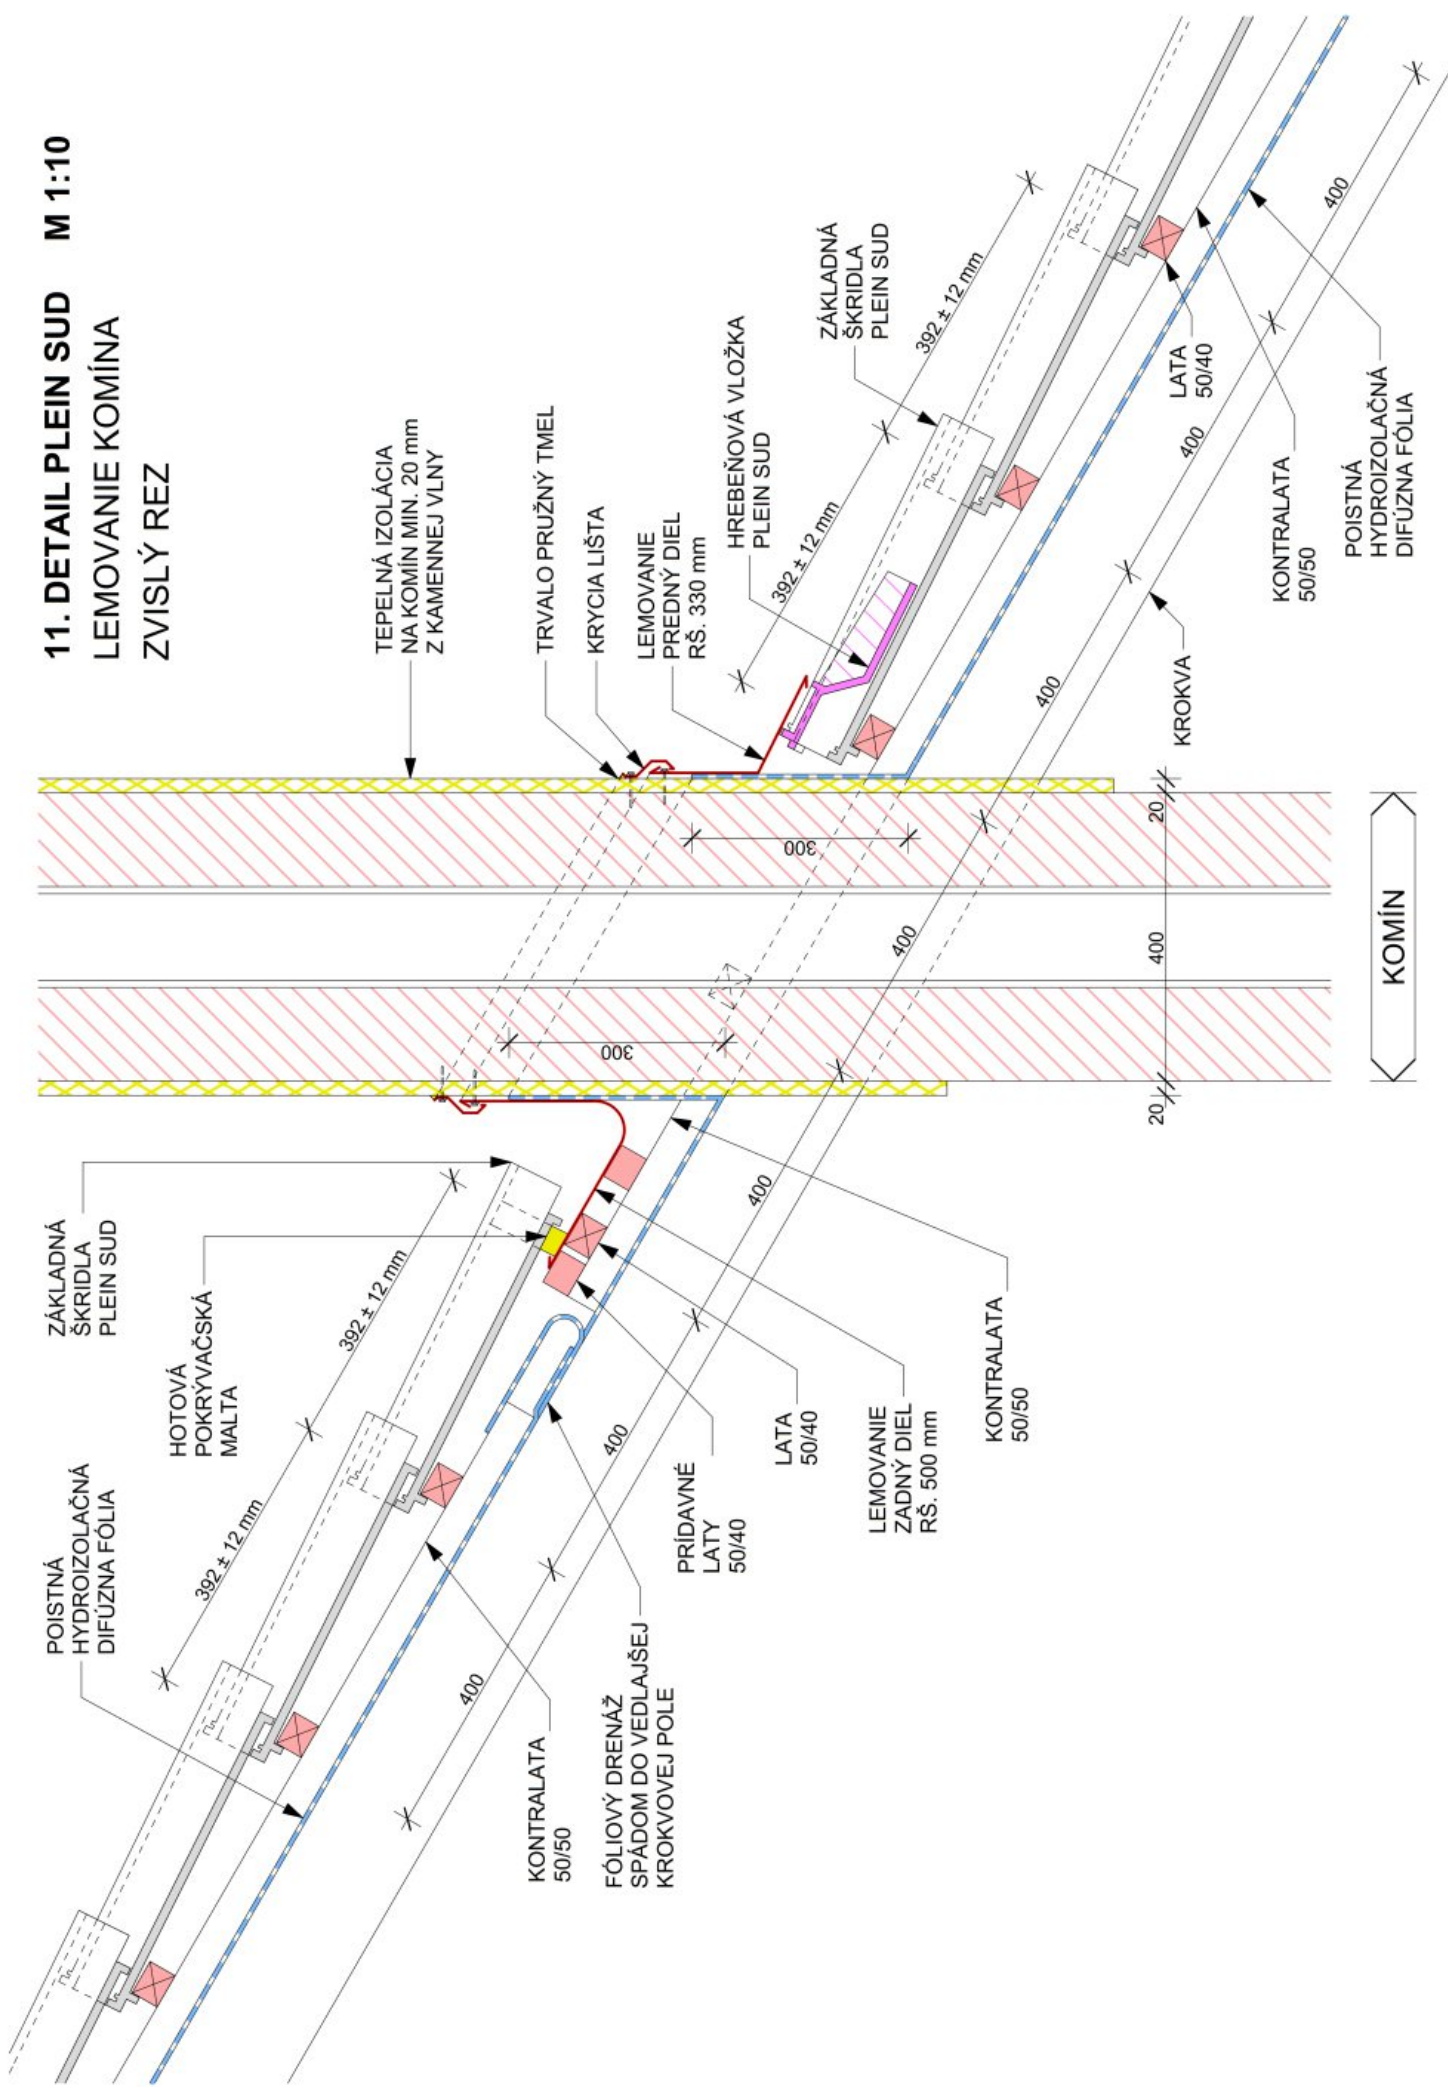 11. DETAIL PLEIN SUD M 1:10
LEMOVANIE KOMÍNA
ZVISLÝ REZ
TEPELNÁ IZOLÁCIA
NA KOMÍN MIN. 20 mm
Z KAMENNEJ VLNY
TRVALO PRUŽNÝ TMEL
KRYCIA LIŠTA
LEMOVANIE
PREDNÝ DIEL
RŠ. 330 mm
HREBEŇOVÁ VLOŽKA
PLEIN SUD
ZÁKLADNÁ
ŠKRIDLA
PLEIN SUD
392 ± 12 mm
392 ± 12 mm
ZÁKLADNÁ
ŠKRIDLA
PLEIN SUD
HOTOVÁ
POKRÝVAČSKÁ
MALTA
POISTNÁ
HYDROIZOLAČNÁ
DIFÚZNA FÓLIA
392 ± 12 mm
392 ± 12 mm
300
300
400
400
400
400
400
400
400
400
400
20
400
20
LATA
50/40
KONTRALATA
50/50
POISTNÁ
HYDROIZOLAČNÁ
DIFÚZNA FÓLIA
KROKVA
KOMÍN
KONTRALATA
50/50
LEMOVANIE
ZADNÝ DIEL
RŠ. 500 mm
LATA
50/40
PRÍDAVNÉ
LATY
50/40
FÓLIOVÝ DRENÁŽ
SPÁDOM DO VEDLAJŠEJ
KROKVOVEJ POLE
KONTRALATA
50/50